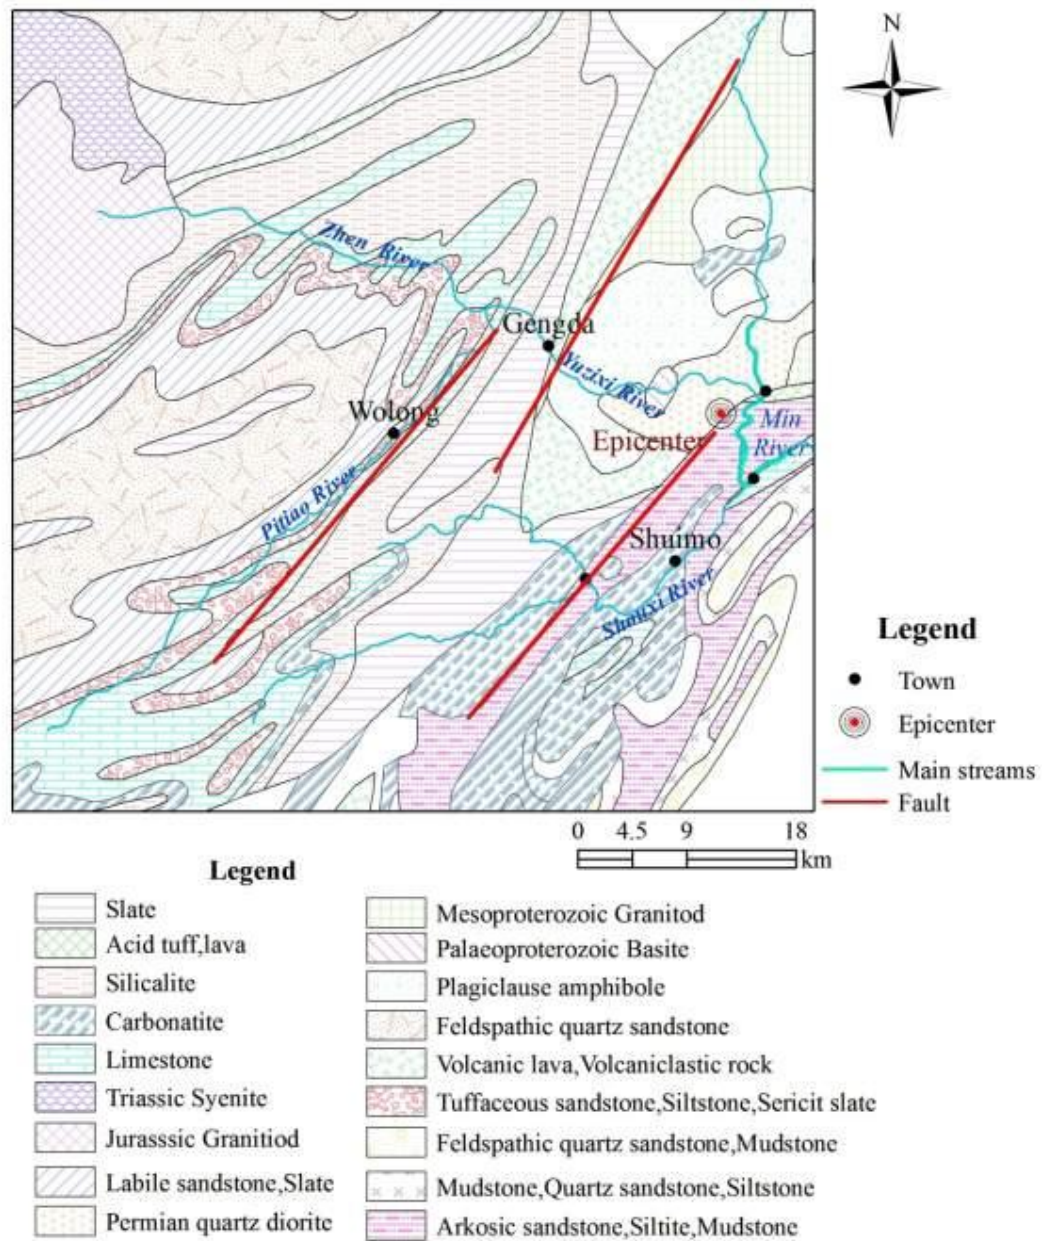 N
Zhen River
Gengda
Yuzixi River
Wolong
Epicenter
Min
River
Pitiao River
Shuimo
Shouxi River
Legend
Town
Epicenter
Main streams
Fault
0 4.5 9 18
km
Legend
Slate
Acid tuff,lava
Silicalite
Carbonatite
Limestone
Triassic Syenite
Jurasssic Granitiod
Labile sandstone,Slate
Permian quartz diorite
Mesoproterozoic Granitod
Palaeoproterozoic Basite
Plagiclause amphibole
Feldspathic quartz sandstone
Volcanic lava,Volcaniclastic rock
Tuffaceous sandstone,Siltstone,Sericit slate
Feldspathic quartz sandstone,Mudstone
Mudstone,Quartz sandstone,Siltstone
Arkosic sandstone,Siltite,Mudstone